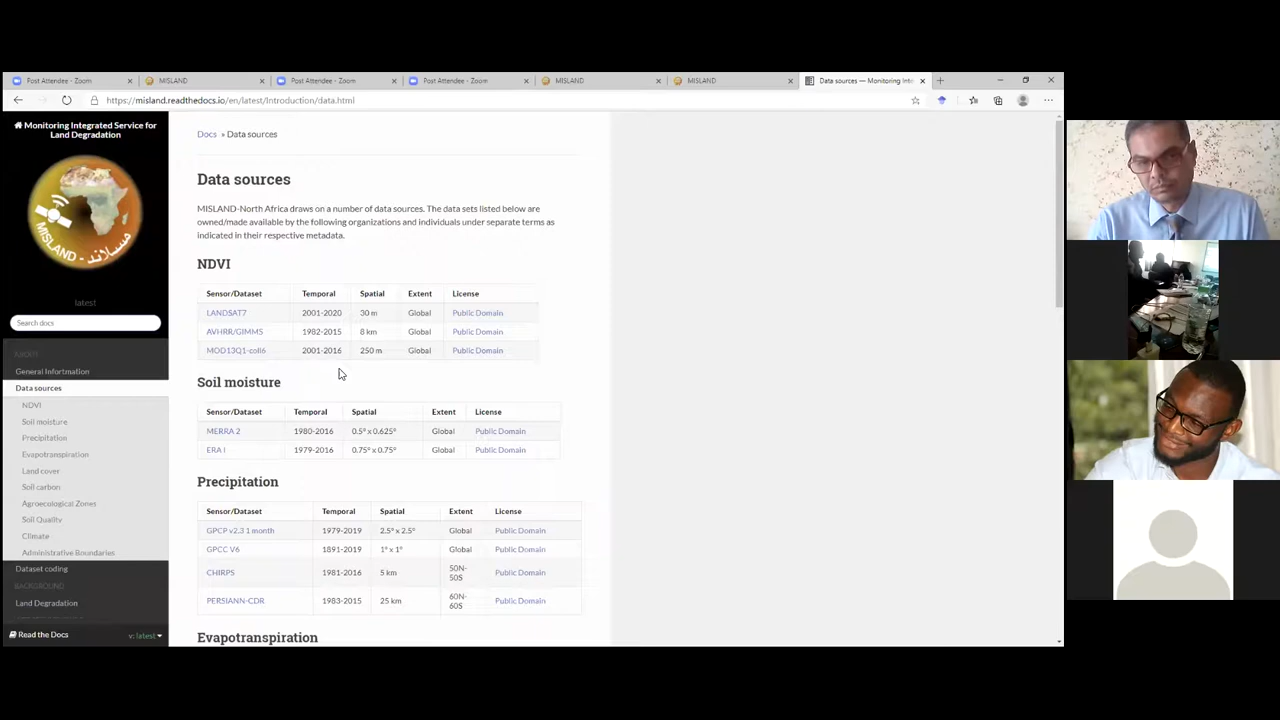 Post Attendee - Zoom
MISLAND
Post Attendee - Zoom
Post Attendee - Zoom
MISLAND
MISLAND
Data sources — Monitoring Inte
https://misland.readthedocs.io/en/latest/Introduction/data.html
Monitoring Integrated Service for
Land Degradation
MISLAND
مسلاند
latest
Search docs
ABOUT
General Intortmation
Data sources
NDVI
Soil moisture
Precipitation
Evapotranspiration
Land cover
Soil carbon
Agroecological Zones
Soil Quality
Climate
Administrative Boundaries
Dataset coding
BACKGROUND
Land Degradation
Read the Docs
v: latest
Docs » Data sources
Data sources
MISLAND-North Africa draws on a number of data sources. The data sets listed below are
owned/made available by the following organizations and individuals under separate terms as
indicated in their respective metadata.
NDVI
Sensor/Dataset Temporal Spatial Extent License
LANDSAT7 2001-2020 30 m Global Public Domain
AVHRR/GIMMS 1982-2015 8 km Global Public Domain
MOD13Q1-coll6 2001-2016 250 m Global Public Domain
Soil moisture
Sensor/Dataset Temporal Spatial Extent License
MERRA 2 1980-2016 0.5° x 0.625° Global Public Domain
ERA I 1979-2016 0.75° x 0.75° Global Public Domain
Precipitation
Sensor/Dataset Temporal Spatial Extent License
GPCP v2.3 1 month 1979-2019 2.5° x 2.5° Global Public Domain
GPCC V6 1891-2019 1° x 1° Global Public Domain
CHIRPS 1981-2016 5 km 50N-
50S Public Domain
PERSIANN-CDR 1983-2015 25 km 60N-
60S Public Domain
Evapotranspiration